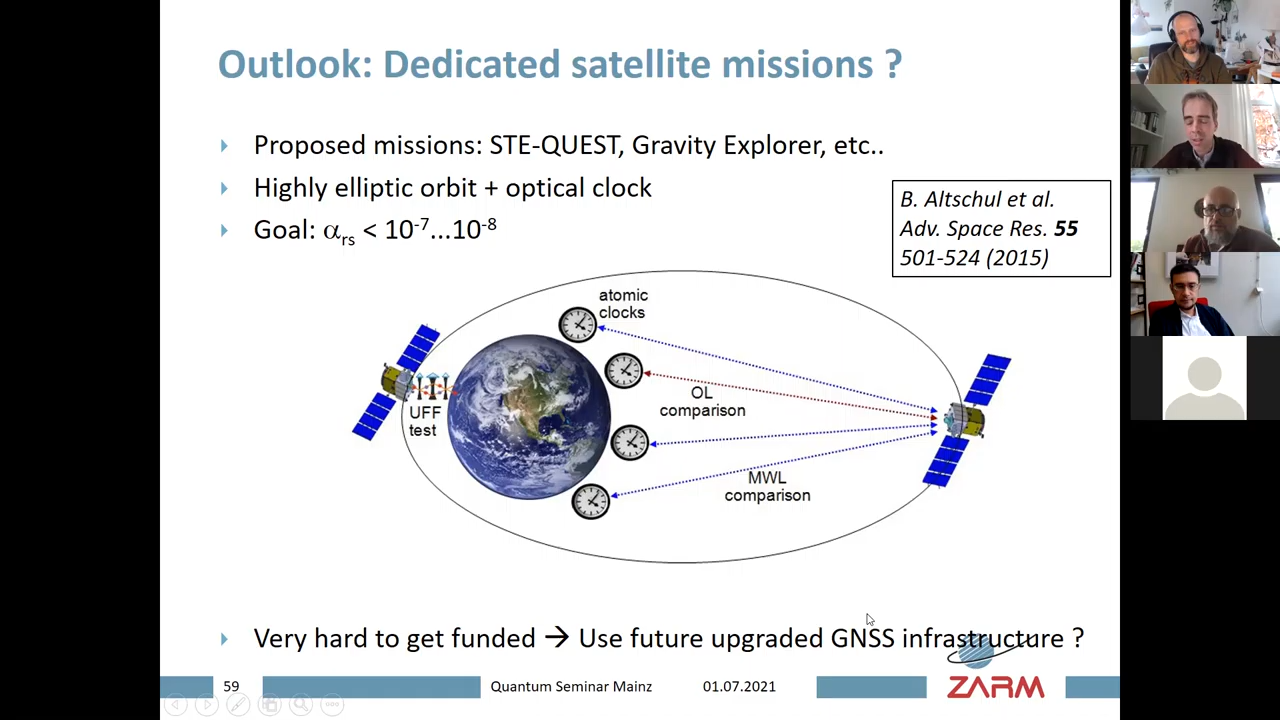 Outlook: Dedicated satellite missions ?
Proposed missions: STE-QUEST, Gravity Explorer, etc..
Highly elliptic orbit + optical clock
Goal: αrs < 10-7...10-8
B. Altschul et al.
Adv. Space Res. 55
501-524 (2015)
atomic
clocks
OL
comparison
UFF
test
MWL
comparison
Very hard to get funded → Use future upgraded GNSS infrastructure ?
59
Quantum Seminar Mainz
01.07.2021
ZARM